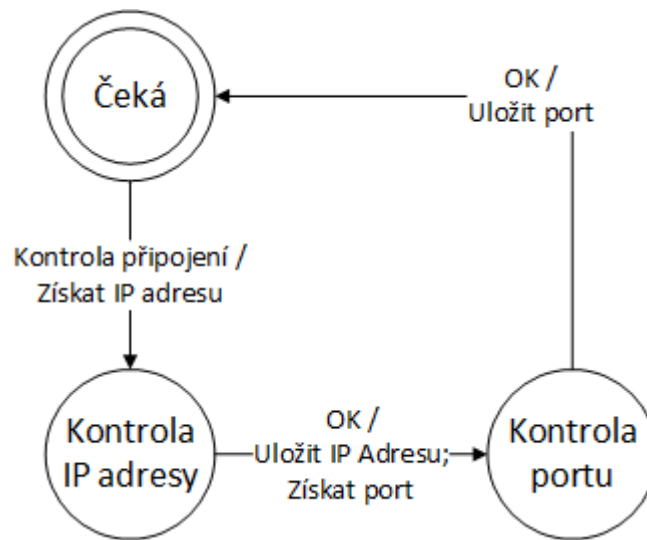 Čeká
OK /
Uložit port
Kontrola připojení /
Získat IP adresu
Kontrola
IP adresy
OK /
Uložit IP Adresu;
Získat port
Kontrola
portu